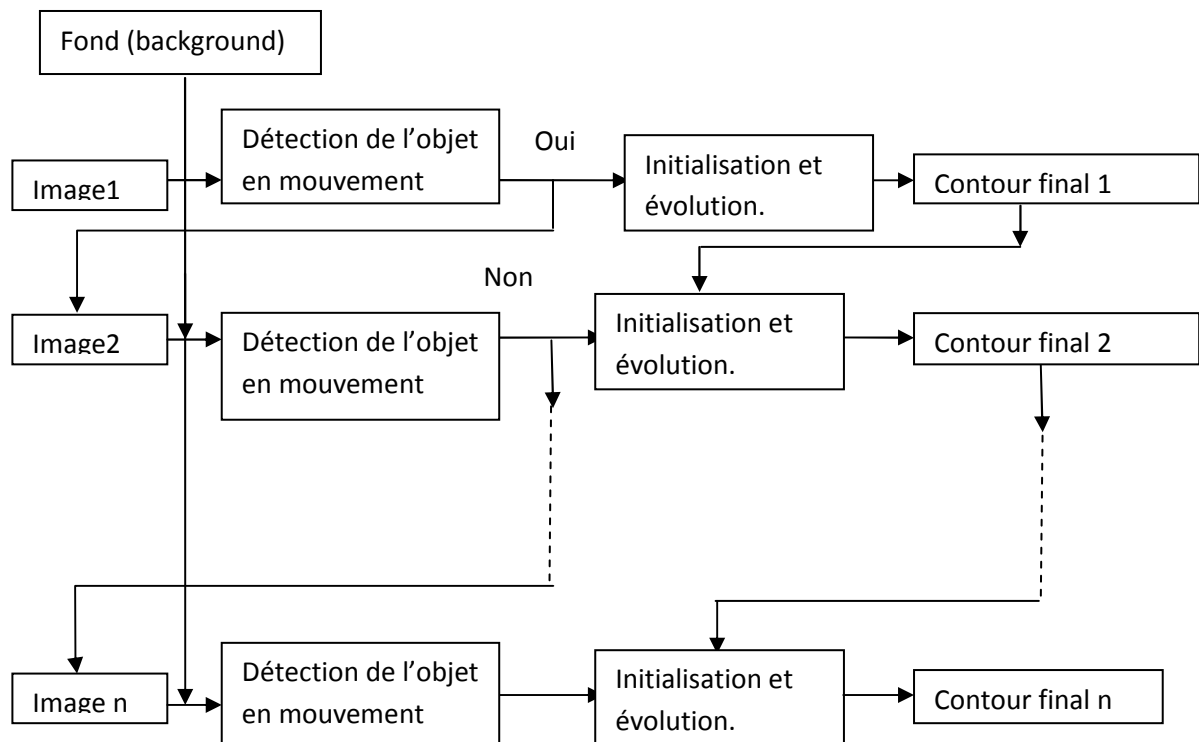 Fond (background)
Détection de l’objet
en mouvement
Oui
Initialisation et
évolution.
Image1
Contour final 1
Non
Image2
Détection de l’objet
en mouvement
Initialisation et
évolution.
Contour final 2
Image n
Détection de l’objet
en mouvement
Initialisation et
évolution.
Contour final n